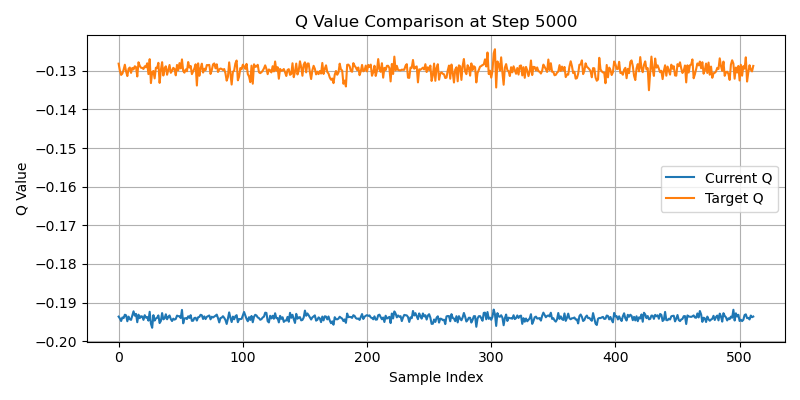 Q Value Comparison at Step 5000
Q Value
−0.13
−0.14
−0.15
−0.16
−0.17
−0.18
−0.19
−0.20
Current Q
Target Q
0 100 200 300 400 500
Sample Index